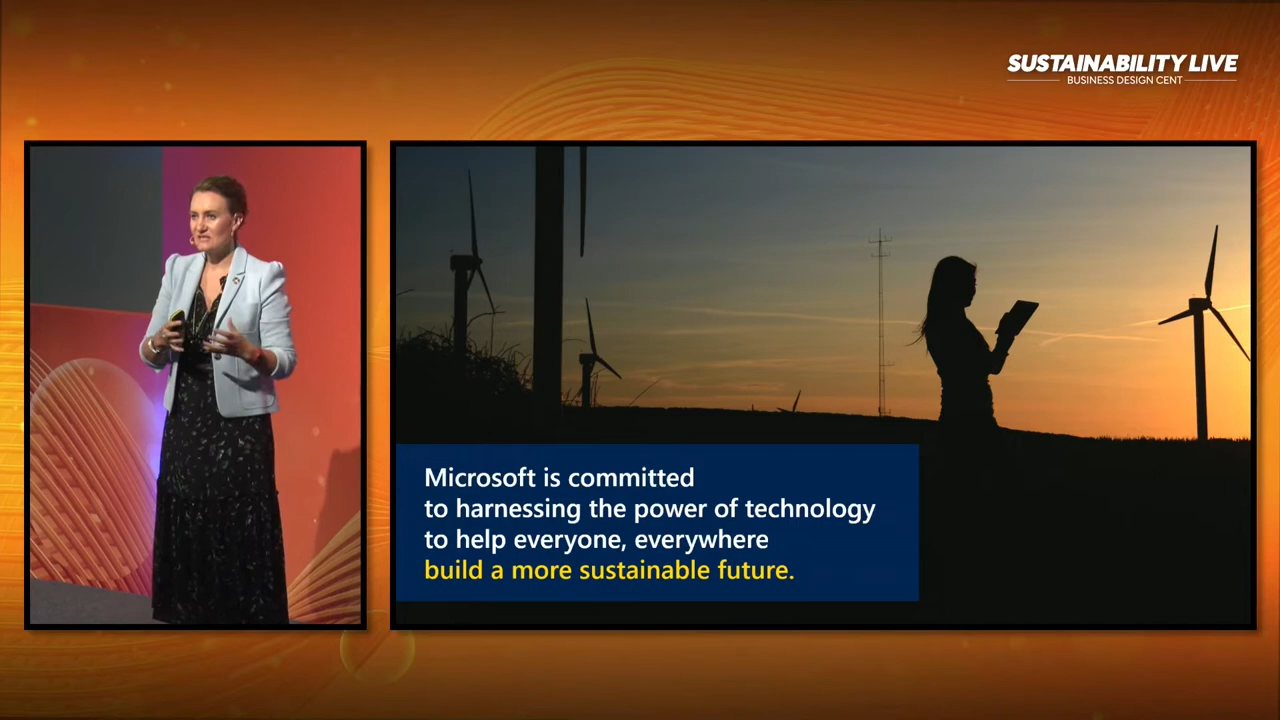 SUSTAINABILITY LIVE
BUSINESS DESIGN CENT
Microsoft is committed
to harnessing the power of technology
to help everyone, everywhere
build a more sustainable future.